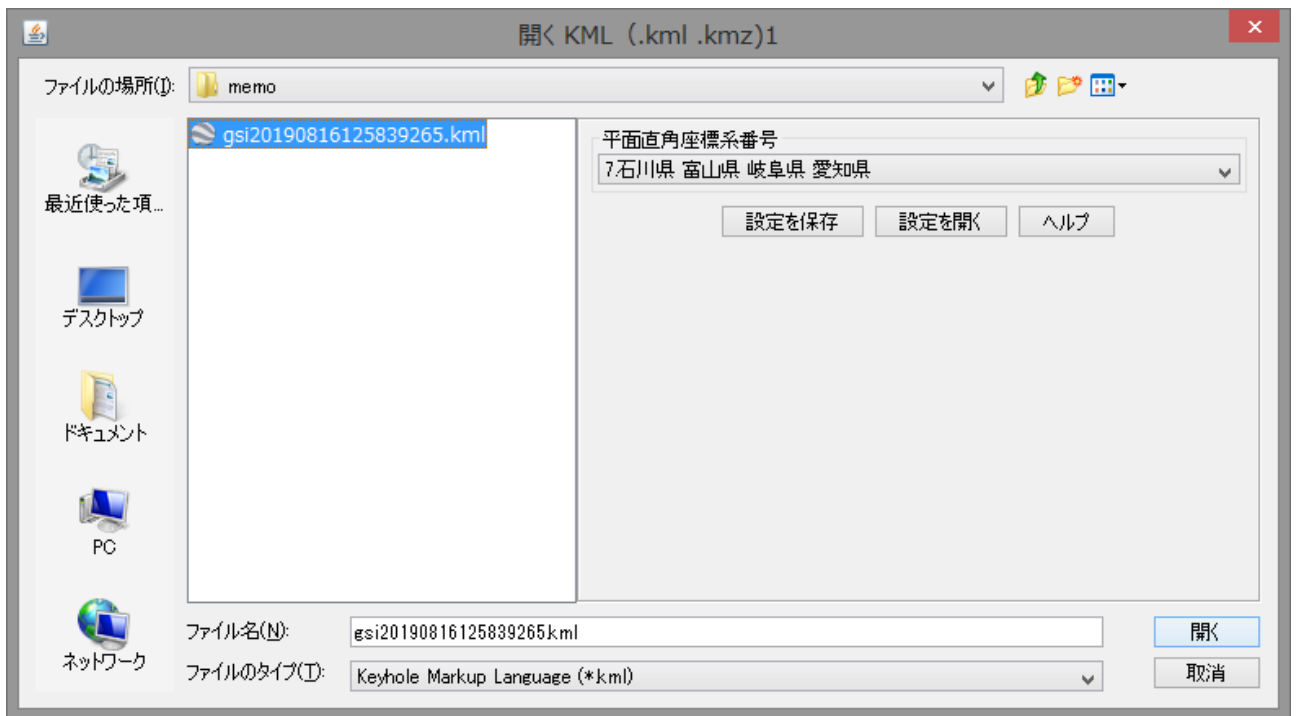 開く KML (.kml .kmz)1
ファイルの場所(I):
memo
gsi20190816125839265.kml
平面直角座標系番号
7.石川県 富山県 岐阜県 愛知県
設定を保存
設定を開く
ヘルプ
最近使った項...
デスクトップ
ドキュメント
PC
ネットワーク
ファイル名(N):
gsi20190816125839265.kml
開く
ファイルのタイプ(T):
Keyhole Markup Language (*.kml)
取消